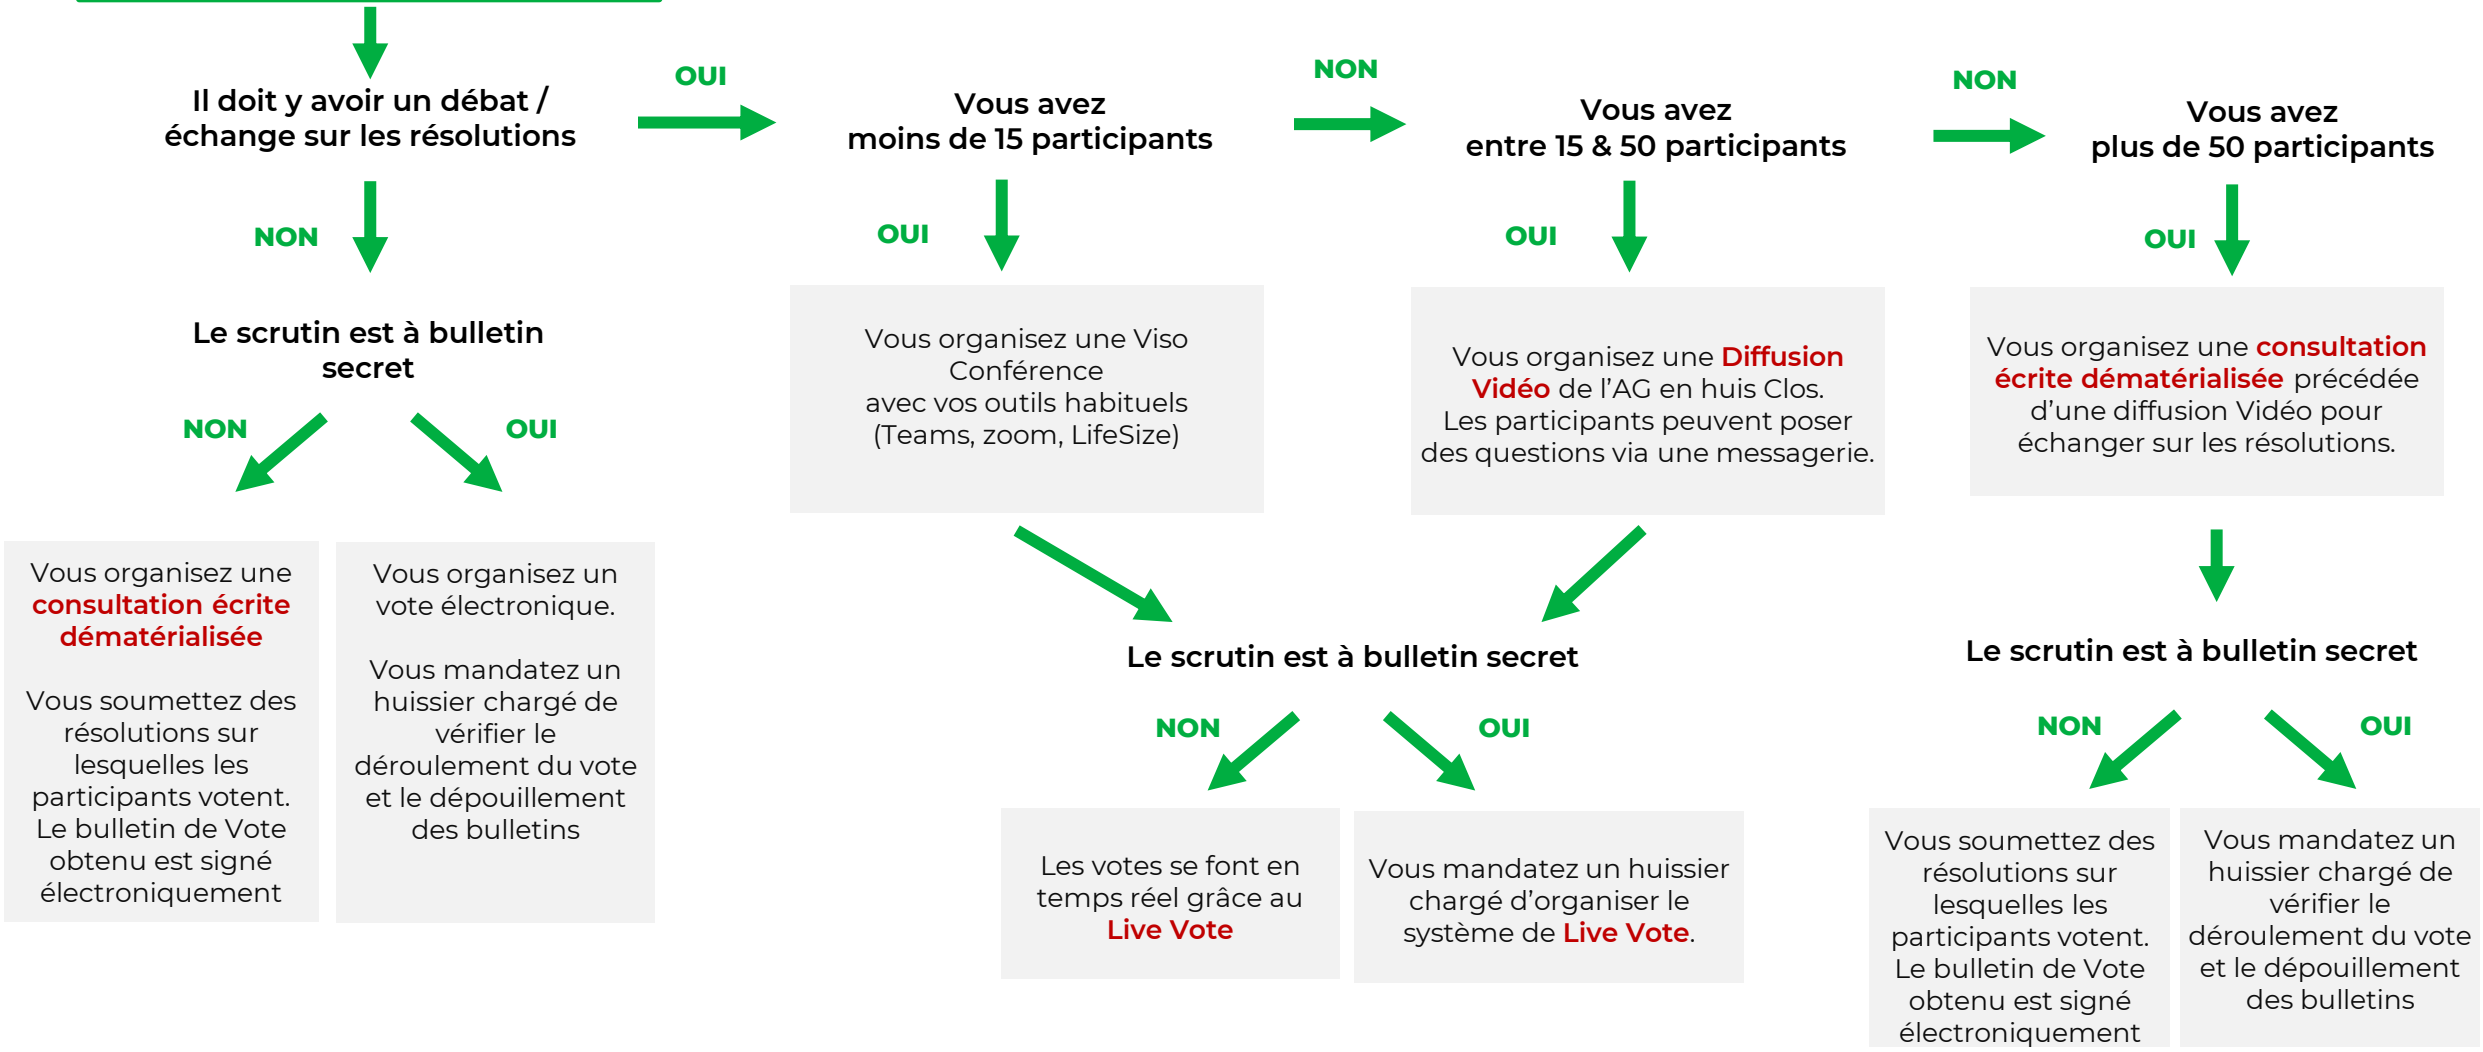 Il doit y avoir un débat /
échange sur les résolutions
OUI
Vous avez
moins de 15 participants
NON
Vous avez
entre 15 & 50 participants
NON
Vous avez
plus de 50 participants
NON
OUI
OUI
OUI
Le scrutin est à bulletin
secret
NON
OUI
Vous organisez une Viso
Conférence
avec vos outils habituels
(Teams, zoom, LifeSize)
Vous organisez une Diffusion
Vidéo de l’AG en huis Clos.
Les participants peuvent poser
des questions via une messagerie.
Vous organisez une consultation
écrite dématérialisée précédée
d’une diffusion Vidéo pour
échanger sur les résolutions.
Vous organisez une
consultation écrite
dématérialisée
Vous soumettez des
résolutions sur
lesquelles les
participants votent.
Le bulletin de Vote
obtenu est signé
électroniquement
Vous organisez un
vote électronique.
Vous mandatez un
huissier chargé de
vérifier le
déroulement du vote
et le dépouillement
des bulletins
Le scrutin est à bulletin secret
NON
OUI
Les votes se font en
temps réel grâce au
Live Vote
Vous mandatez un huissier
chargé d’organiser le
système de Live Vote.
Le scrutin est à bulletin secret
NON
OUI
Vous soumettez des
résolutions sur
lesquelles les
participants votent.
Le bulletin de Vote
obtenu est signé
électroniquement
Vous mandatez un
huissier chargé de
vérifier le
déroulement du vote
et le dépouillement
des bulletins